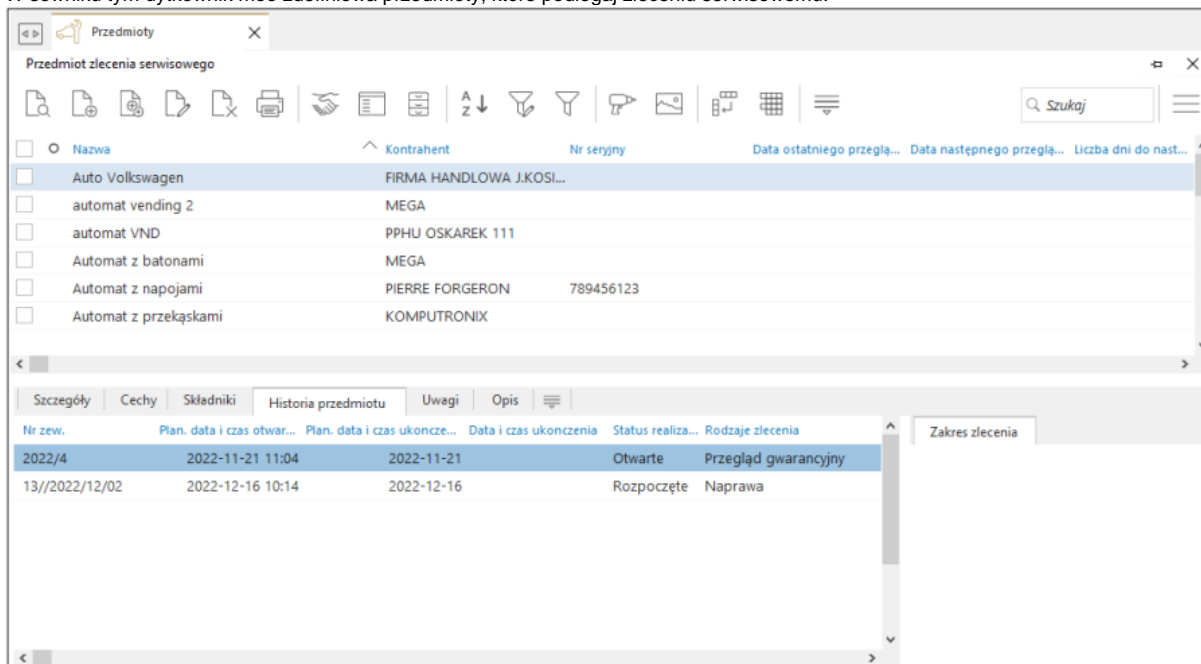 Przedmioty
Przedmiot zlecenia serwisowego
A
Z
Szukaj
Nazwa Kontrahent Nr seryjny Data ostatniego przeglą... Data następnego przeglą... Liczba dni do nast...
Auto Volkswagen FIRMA HANDLOWA J.KOSI...
automat vending 2 MEGA
automat VND PPHU OSKAREK 111
Automat z batonami MEGA
Automat z napojami PIERRE FORGERON 789456123
Automat z przekąskami KOMPUTRONIX
Szczegóły Cechy Składniki Historia przedmiotu Uwagi Opis
Nr zew. Plan. data i czas otwar... Plan. data i czas ukończe... Data i czas ukonczenia Status realiza... Rodzaje zlecenia
Zakres zlecenia
2022/4 2022-11-21 11:04 2022-11-21 Otwarte Przegląd gwarancyjny
13//2022/12/02 2022-12-16 10:14 2022-12-16 Rozpoczęte Naprawa